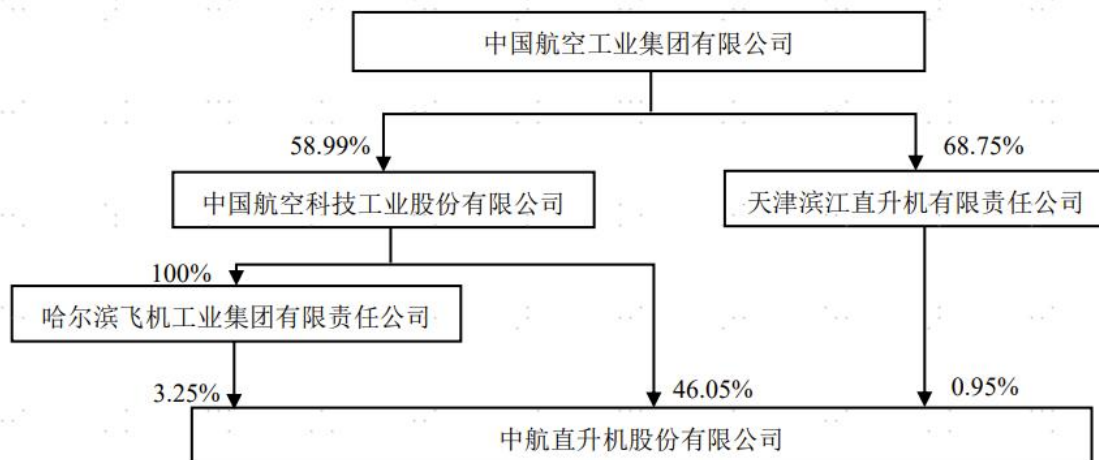 中国航空工业集团有限公司
58.99%
68.75%
中国航空科技工业股份有限公司
天津滨江直升机有限责任公司
100%
哈尔滨飞机工业集团有限责任公司
3.25%
46.05%
0.95%
中航直升机股份有限公司